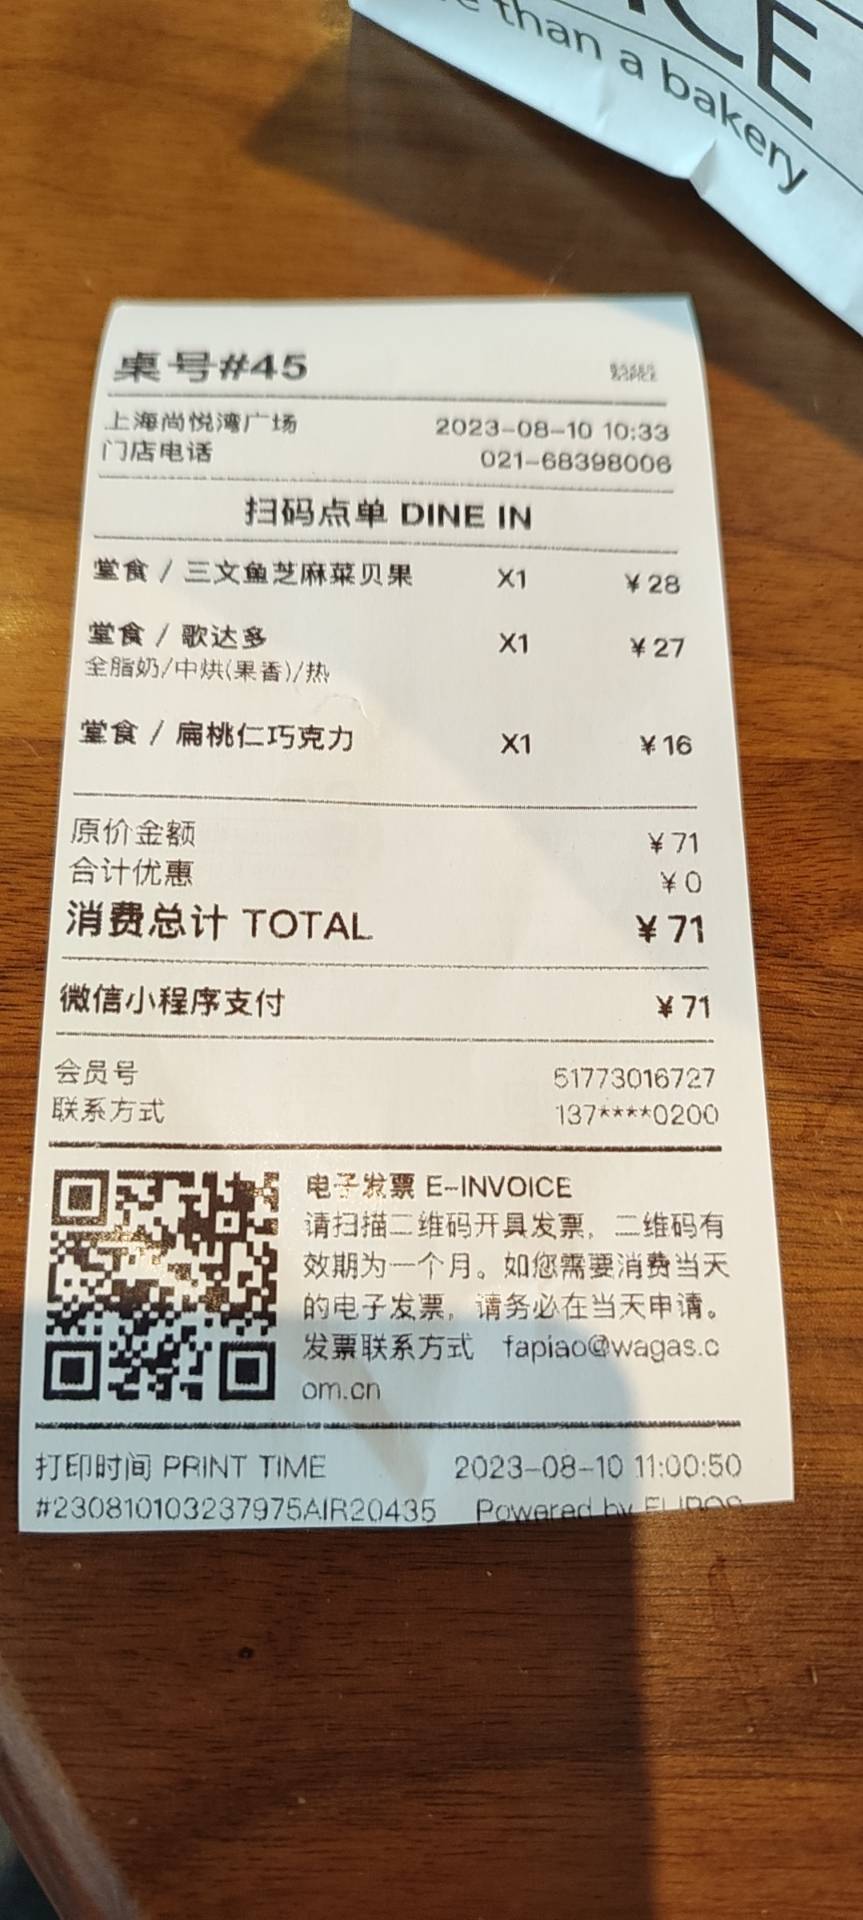 than a bakery
桌号#45
上海尚悦湾广场 2023-08-10 10:33
门店电话 021-68398006
扫码点单 DINE IN
堂食 / 三文鱼芝麻菜贝果 X1 ¥28
堂食 / 歌达多 X1 ¥27
全脂奶/中烘(果香)/热
堂食 / 扁桃仁巧克力 X1 ¥16
原价金额 ¥71
合计优惠 ¥0
消费总计 TOTAL ¥71
微信小程序支付 ¥71
会员号 51773016727
联系方式 137****0200
电子发票 E-INVOICE
请扫描二维码开具发票，二维码有
效期为一个月。如您需要消费当天
的电子发票，请务必在当天申请。
发票联系方式 fapiao@wagas.c
om.cn
打印时间 PRINT TIME 2023-08-10 11:00:50
#230810103237975AIR20435 Powered by